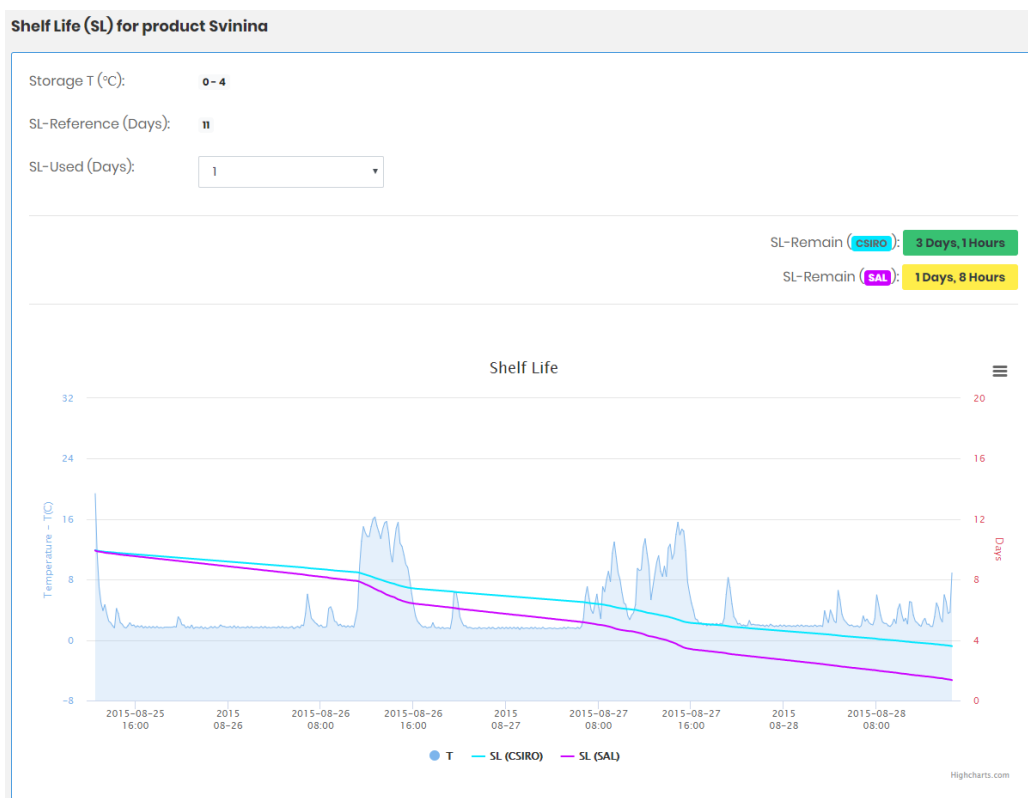 Shelf Life (SL) for product Svinina
Storage T (°C): 0 - 4
SL-Reference (Days): 11
SL-Used (Days): 1
SL-Remain (CSIRO): 3 Days, 1 Hours
SL-Remain (SAL): 1 Days, 8 Hours
Shelf Life
32
24
16
8
0
-8
Temperature - T(C)
20
16
12
8
4
0
Days
2015-08-25 16:00
2015 08-26
2015-08-26 08:00
2015-08-26 16:00
2015 08-27
2015-08-27 08:00
2015-08-27 16:00
2015 08-28
2015-08-28 08:00
T SL (CSIRO) SL (SAL)
Highcharts.com